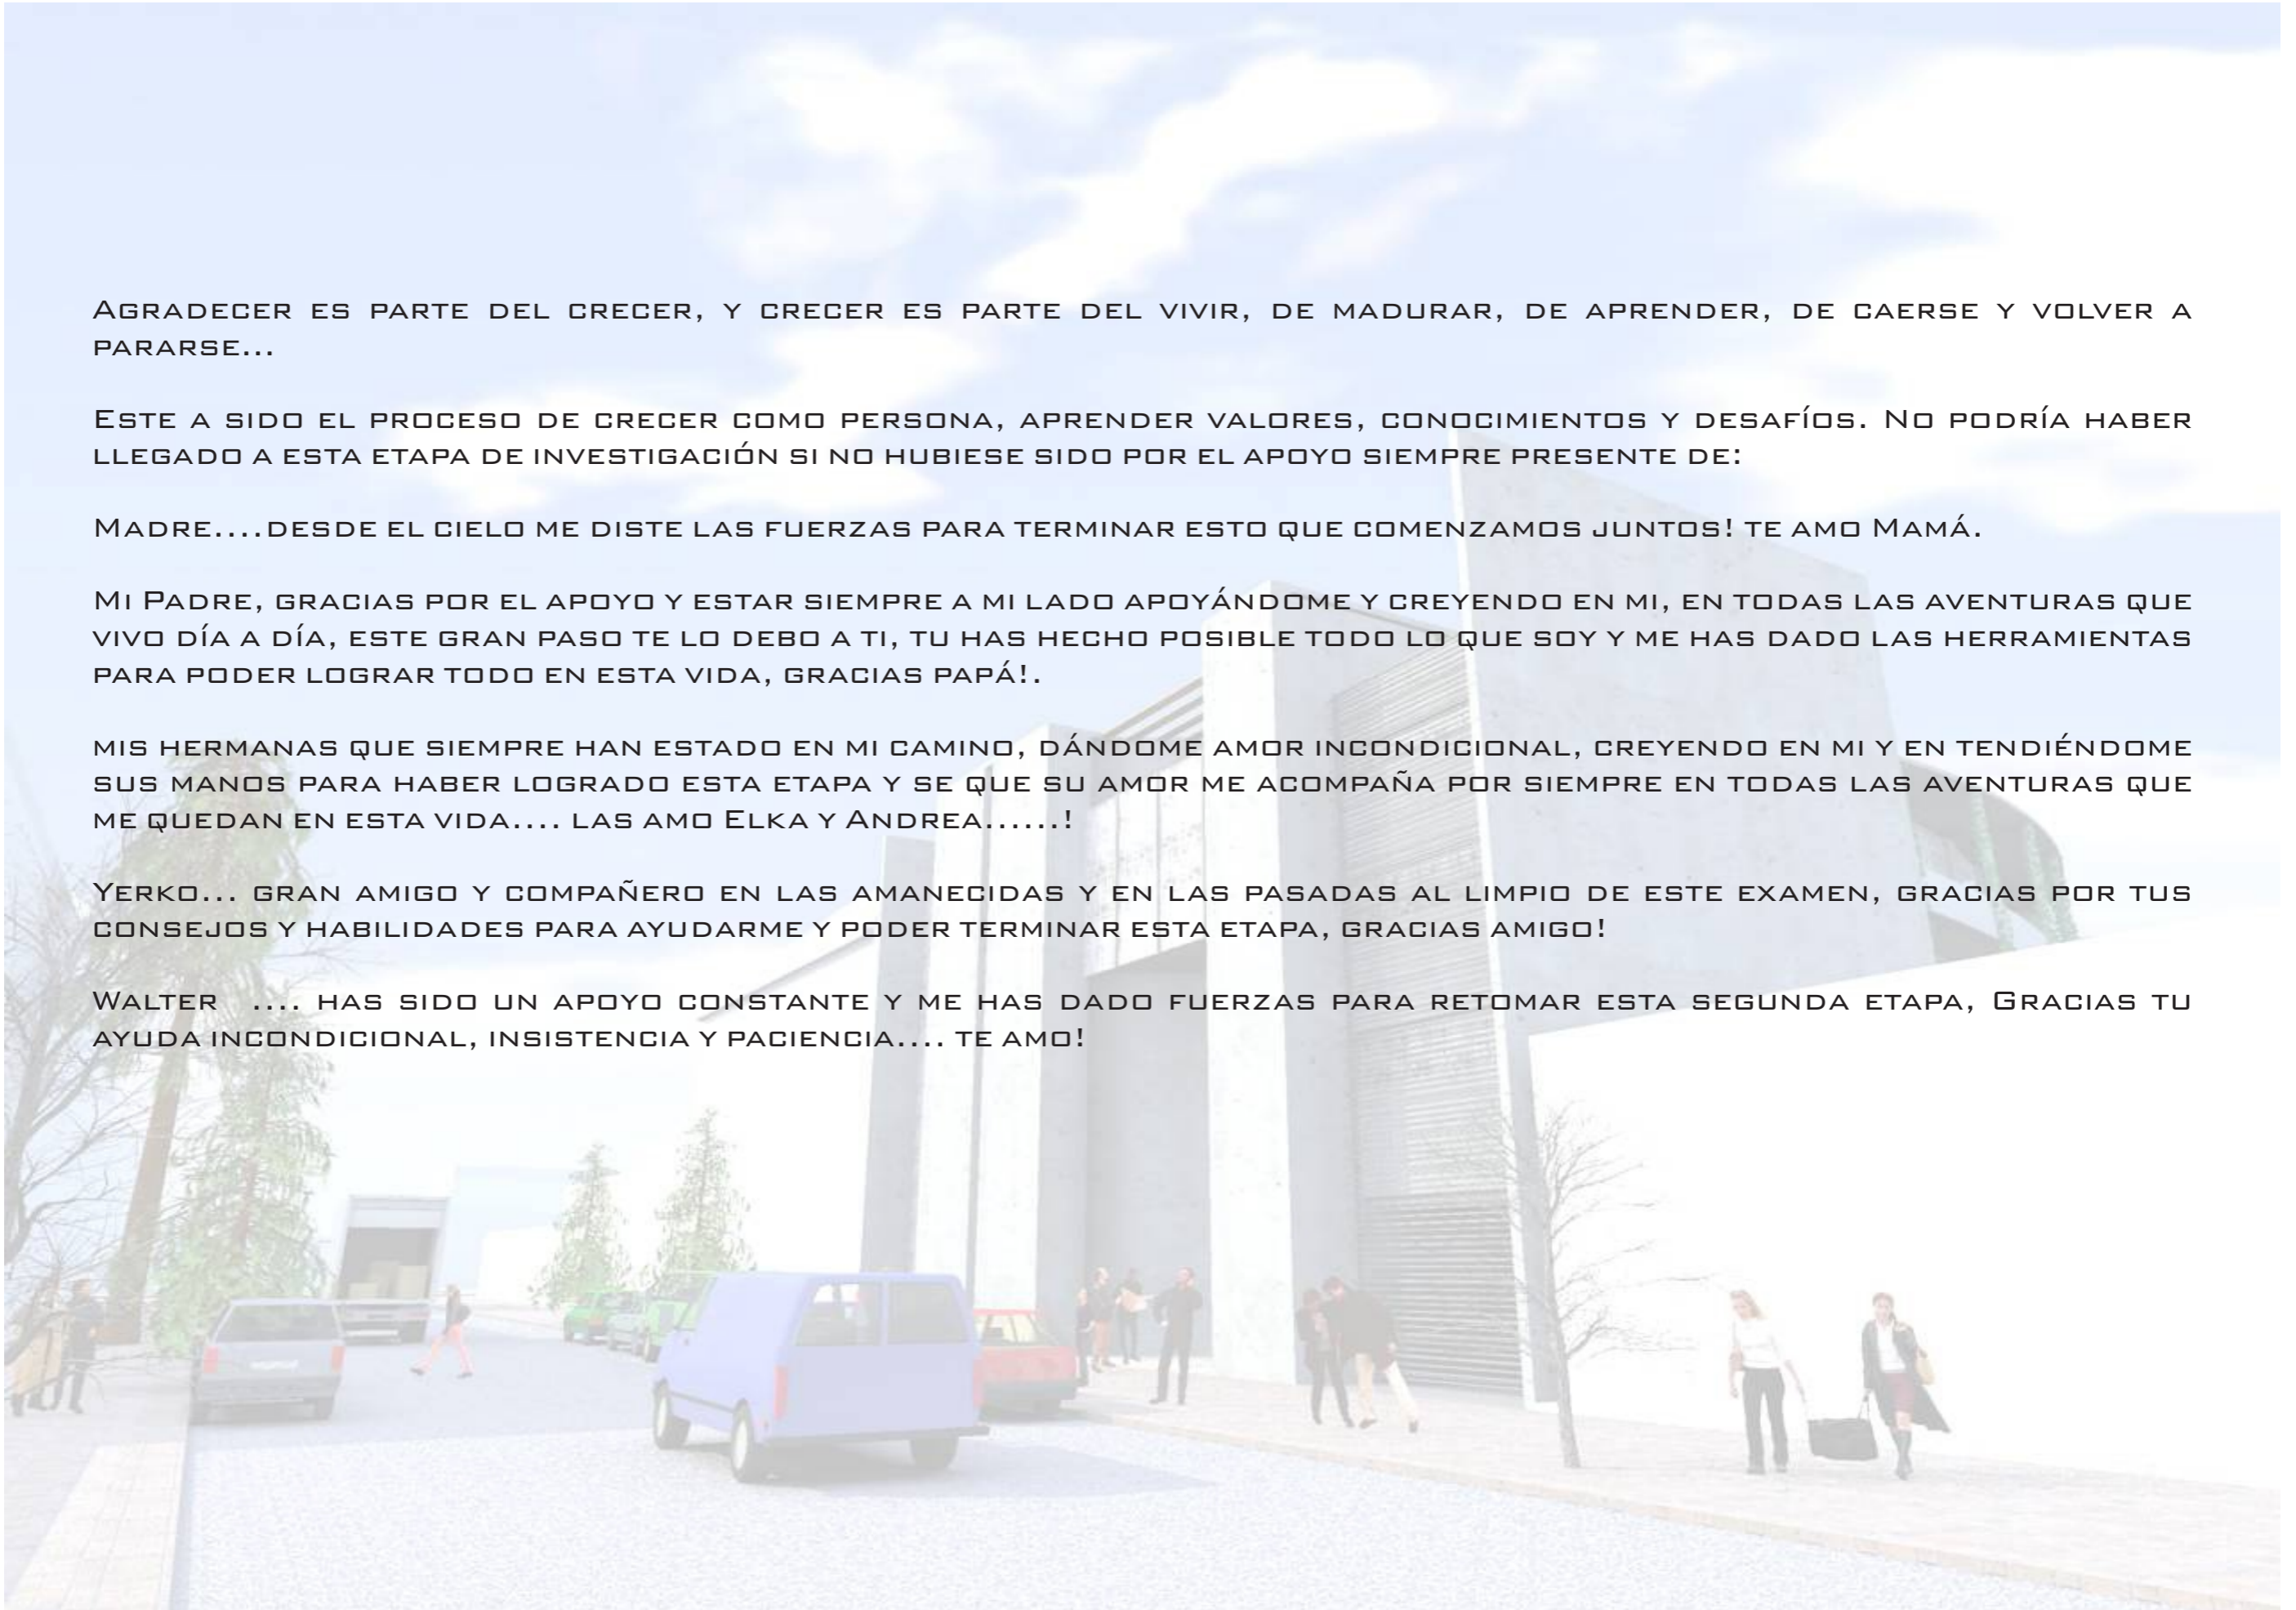 Agradecer es parte del crecer, y crecer es parte del vivir, de madurar, de aprender, de caerse y volver a
pararse...
Este a sido el proceso de crecer como persona, aprender valores, conocimientos y desafíos. No podría haber
llegado a esta etapa de investigación si no hubiese sido por el apoyo siempre presente de:
Madre....desde el cielo me diste las fuerzas para terminar esto que comenzamos juntos! te amo Mamá.
Mi Padre, gracias por el apoyo y estar siempre a mi lado apoyándome y creyendo en mi, en todas las aventuras que
vivo día a día, este gran paso te lo debo a ti, tu has hecho posible todo lo que soy y me has dado las herramientas
para poder lograr todo en esta vida, gracias papá!.
mis hermanas que siempre han estado en mi camino, dándome amor incondicional, creyendo en mi y en tendiéndome
sus manos para haber logrado esta etapa y se que su amor me acompaña por siempre en todas las aventuras que
me quedan en esta vida.... las amo Elka y Andrea......!
Yerko... gran amigo y compañero en las amanecidas y en las pasadas al limpio de este examen, gracias por tus
consejos y habilidades para ayudarme y poder terminar esta etapa, gracias amigo!
Walter .... has sido un apoyo constante y me has dado fuerzas para retomar esta segunda etapa, Gracias tu
ayuda incondicional, insistencia y paciencia.... te amo!